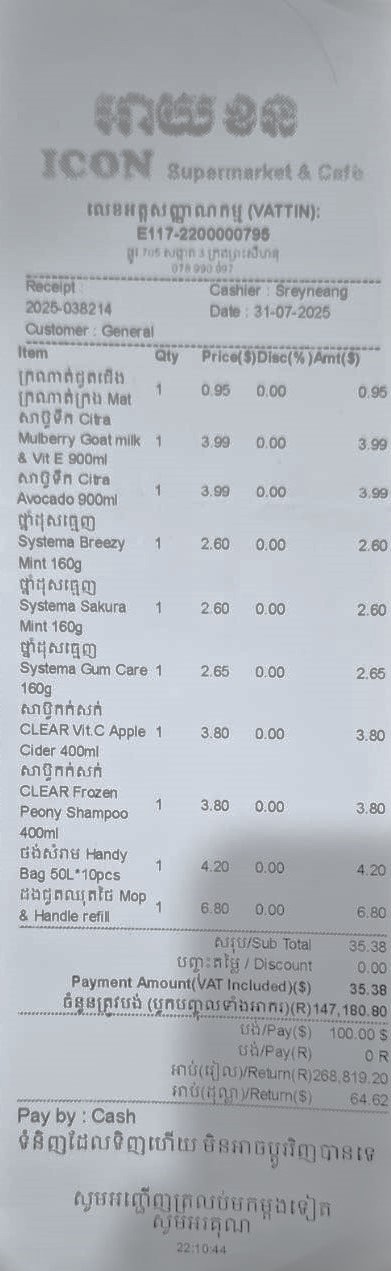 អាយខន
ICON Supermarket & Cafe
លេខអត្តសញ្ញាណកម្ម (VATTIN):
E117-2200000795
ផ្លូវ 705 សង្កាត់ 3 ក្រុងព្រះសីហនុ
078 990 997
Receipt : Cashier : Sreyneang
2025-038214 Date : 31-07-2025
Customer : General
Item Qty Price($) Disc(%) Amt($)
ក្រណាត់ជូតជើង
ក្រណាត់ក្រង Mat 1 0.95 0.00 0.95
សាប៊ូទឹក Citra
Mulberry Goat milk 1 3.99 0.00 3.99
& Vit E 900ml
សាប៊ូទឹក Citra
Avocado 900ml 1 3.99 0.00 3.99
ថ្នាំដុសធ្មេញ
Systema Breezy 1 2.60 0.00 2.60
Mint 160g
ថ្នាំដុសធ្មេញ
Systema Sakura 1 2.60 0.00 2.60
Mint 160g
ថ្នាំដុសធ្មេញ
Systema Gum Care 1 2.65 0.00 2.65
160g
សាប៊ូកក់សក់
CLEAR Vit.C Apple 1 3.80 0.00 3.80
Cider 400ml
សាប៊ូកក់សក់
CLEAR Frozen
Peony Shampoo 1 3.80 0.00 3.80
400ml
ថង់សំរាម Handy
Bag 50L*10pcs 1 4.20 0.00 4.20
ដងជូតឈុតថៃ Mop
& Handle refill 1 6.80 0.00 6.80
សរុប/Sub Total 35.38
បញ្ចុះតម្លៃ / Discount 0.00
Payment Amount(VAT Included)($) 35.38
ចំនួនត្រូវបង់ (បូកបញ្ចូលទាំងអាករ)(R)147,180.80
បង់/Pay($) 100.00 $
បង់/Pay(R) 0 R
អាប់(រៀល)/Return(R)268,819.20
អាប់(ដុល្លា)/Return($) 64.62
Pay by : Cash
ទំនិញដែលទិញហើយ មិនអាចប្ដូរវិញបានទេ
សូមអញ្ជើញត្រលប់មកម្ដងទៀត
សូមអរគុណ
22:10:44